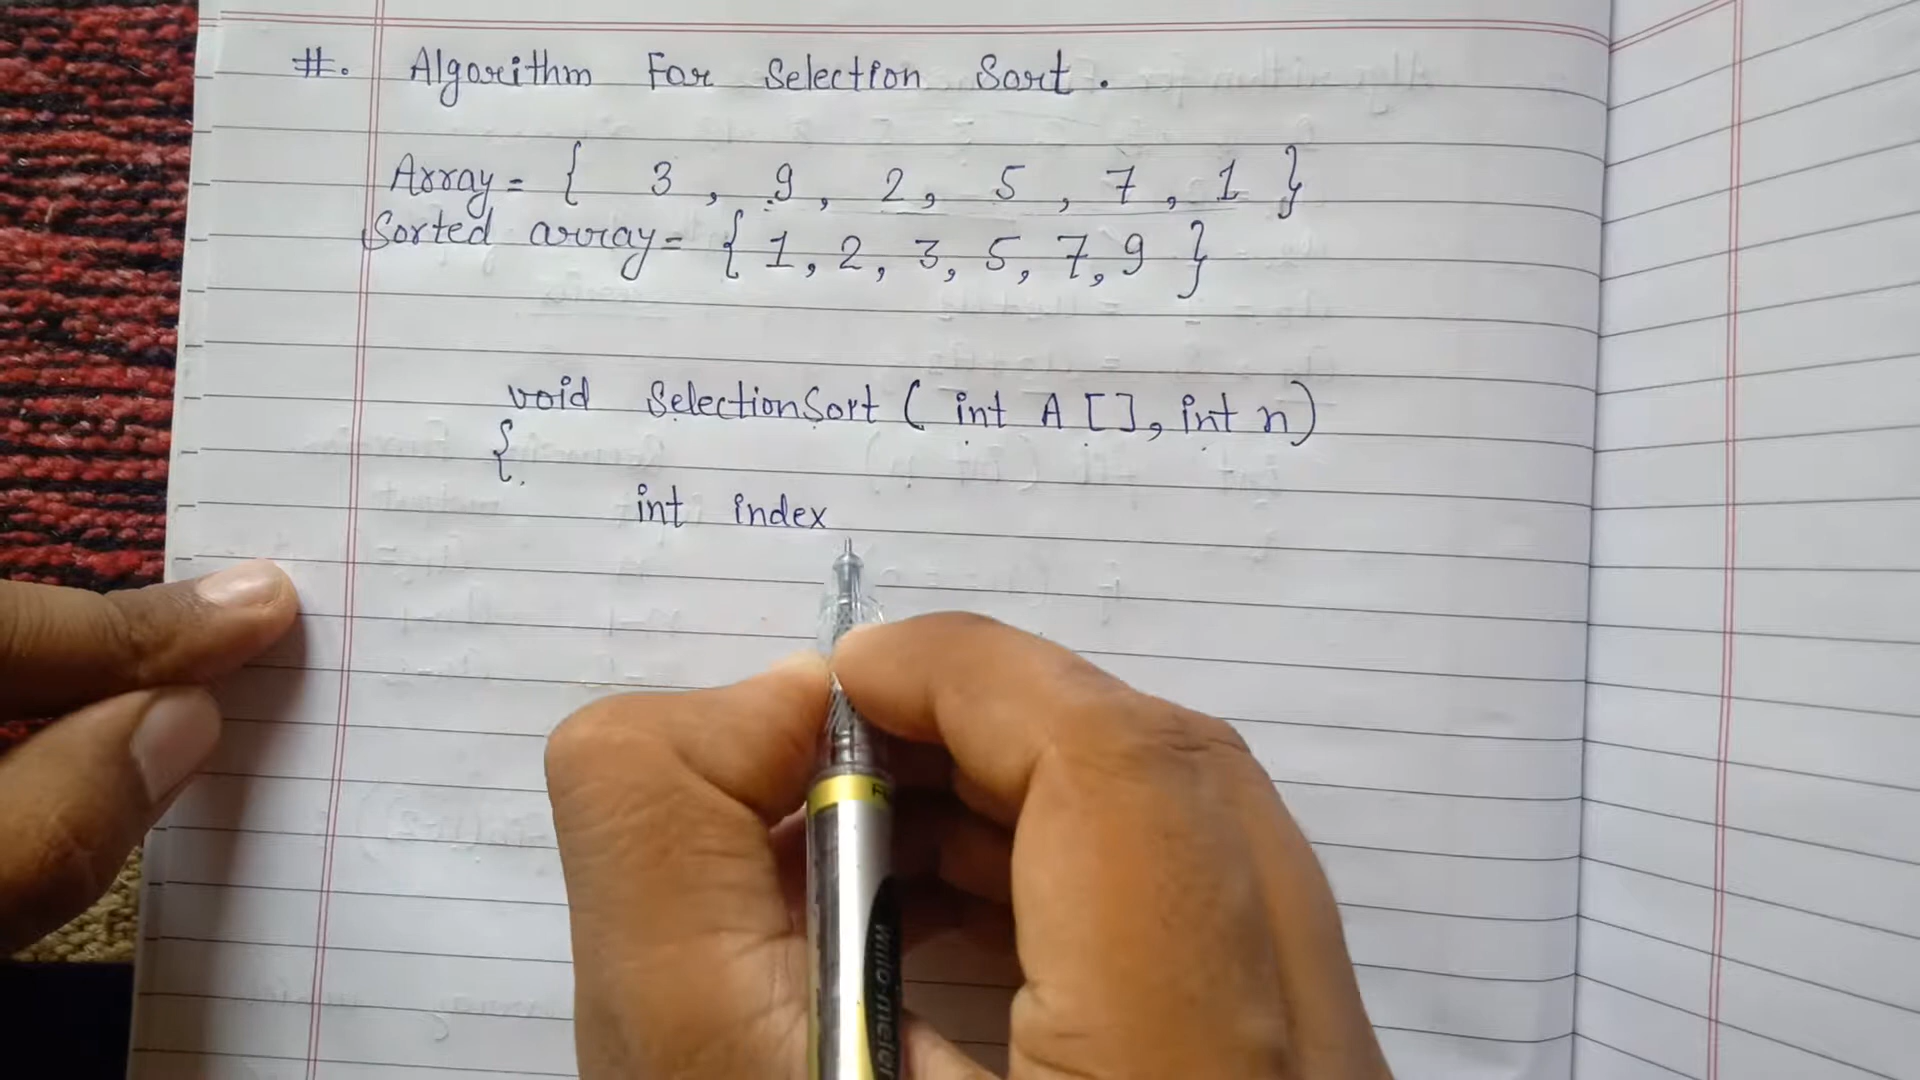 #. Algorithm For Selection Sort.
Array = { 3, 9, 2, 5, 7, 1 }
Sorted array = { 1, 2, 3, 5, 7, 9 }
void SelectionSort ( int A [], int n)
{
int index